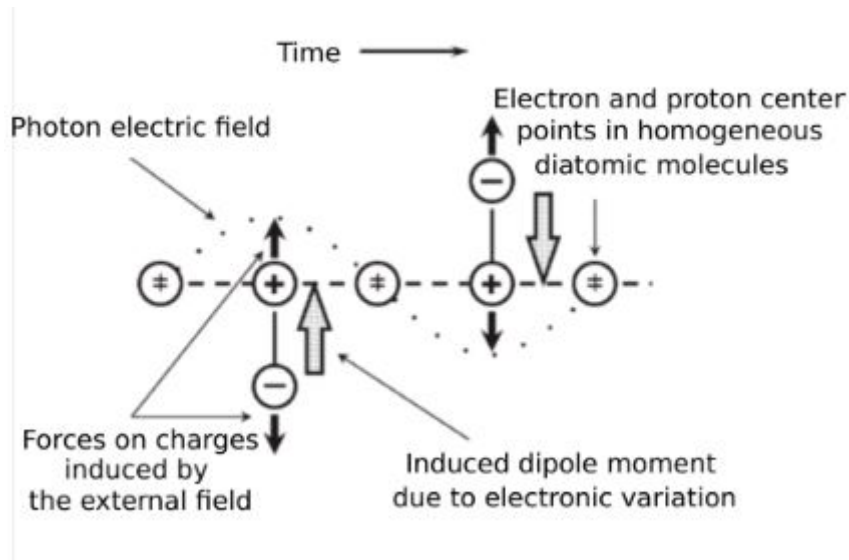 Time
Electron and proton center
points in homogeneous
diatomic molecules
Photon electric field
−
+
+
−
Forces on charges
induced by
the external field
Induced dipole moment
due to electronic variation